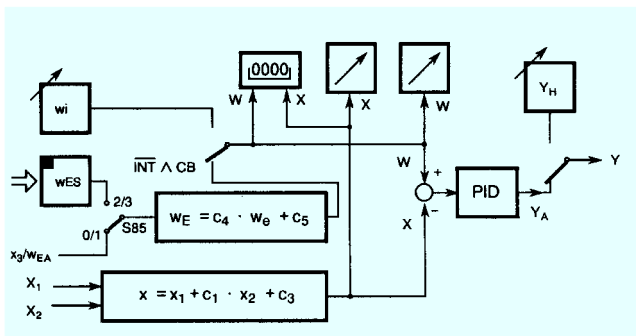 0000
W
X
X
W
wi
Y_H
INT ∧ CB
W
+
wES
2/3
w_E = c_4 · w_e + c_5
PID
Y
Y_A
−
X
0/1
S85
x_3/w_EA
X_1
X_2
x = x_1 + c_1 · x_2 + c_3